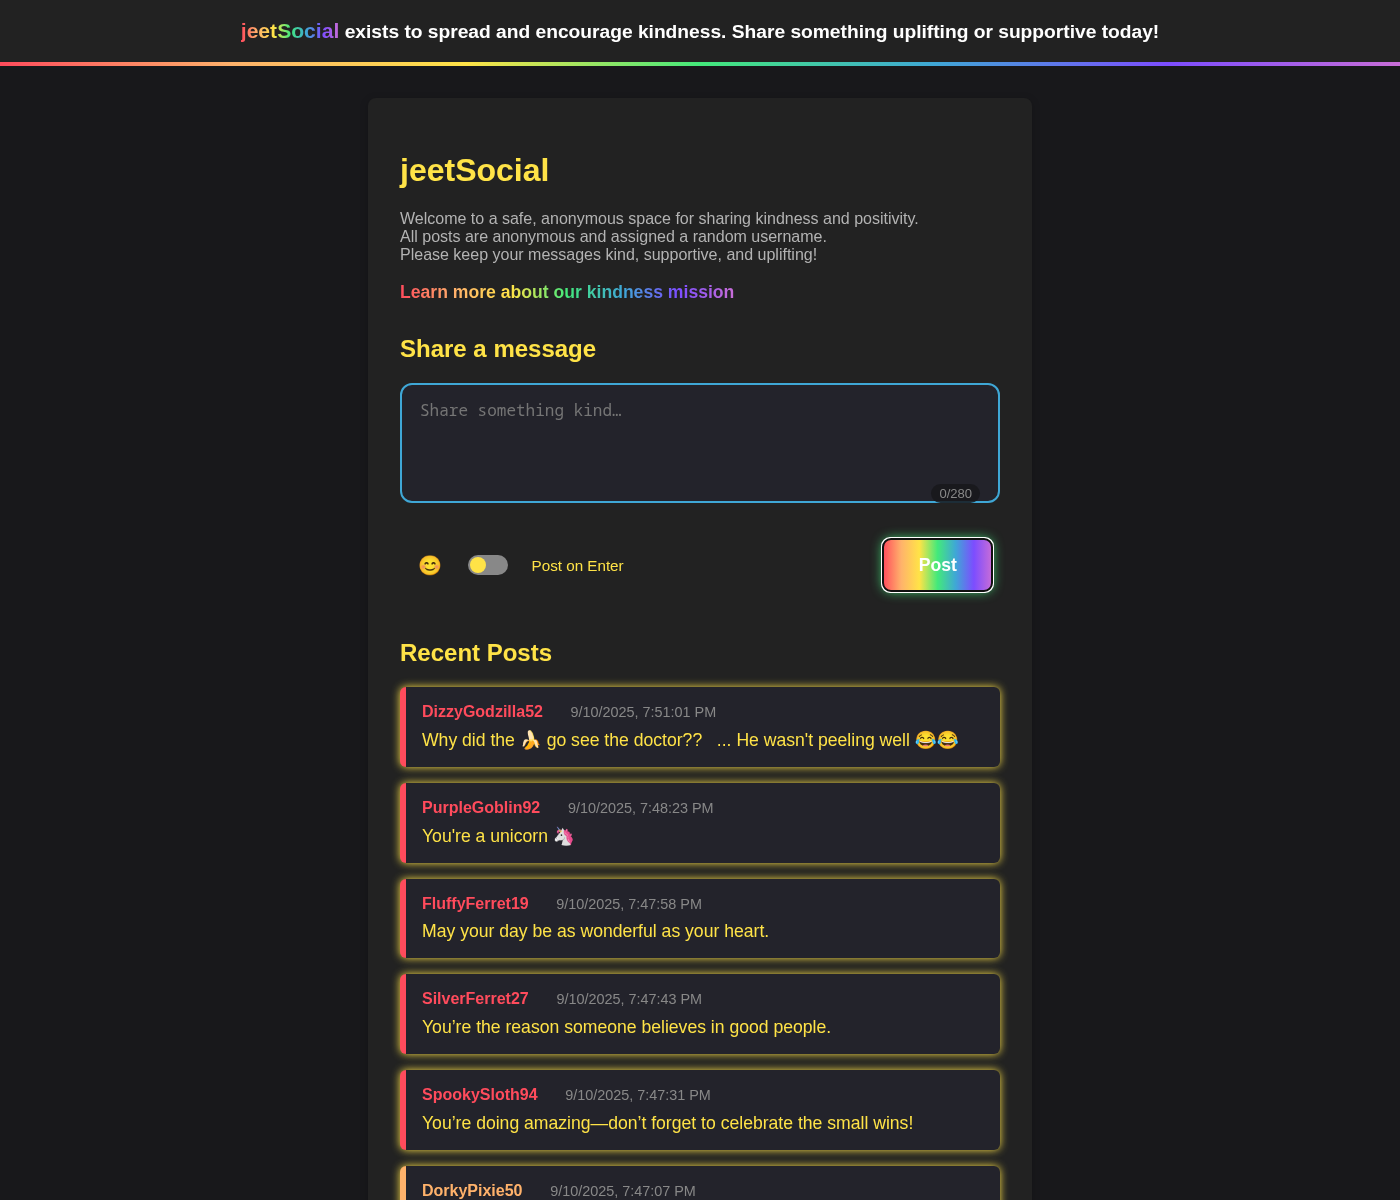 jeetSocial exists to spread and encourage kindness. Share something uplifting or supportive today!
jeetSocial
Welcome to a safe, anonymous space for sharing kindness and positivity.
All posts are anonymous and assigned a random username.
Please keep your messages kind, supportive, and uplifting!
Learn more about our kindness mission
Share a message
Share something kind…
0/280
😊 Post on Enter Post
Recent Posts
DizzyGodzilla52 9/10/2025, 7:51:01 PM
Why did the 🍌 go see the doctor?? ... He wasn't peeling well 😂😂
PurpleGoblin92 9/10/2025, 7:48:23 PM
You're a unicorn 🦄
FluffyFerret19 9/10/2025, 7:47:58 PM
May your day be as wonderful as your heart.
SilverFerret27 9/10/2025, 7:47:43 PM
You’re the reason someone believes in good people.
SpookySloth94 9/10/2025, 7:47:31 PM
You’re doing amazing—don’t forget to celebrate the small wins!
DorkyPixie50 9/10/2025, 7:47:07 PM